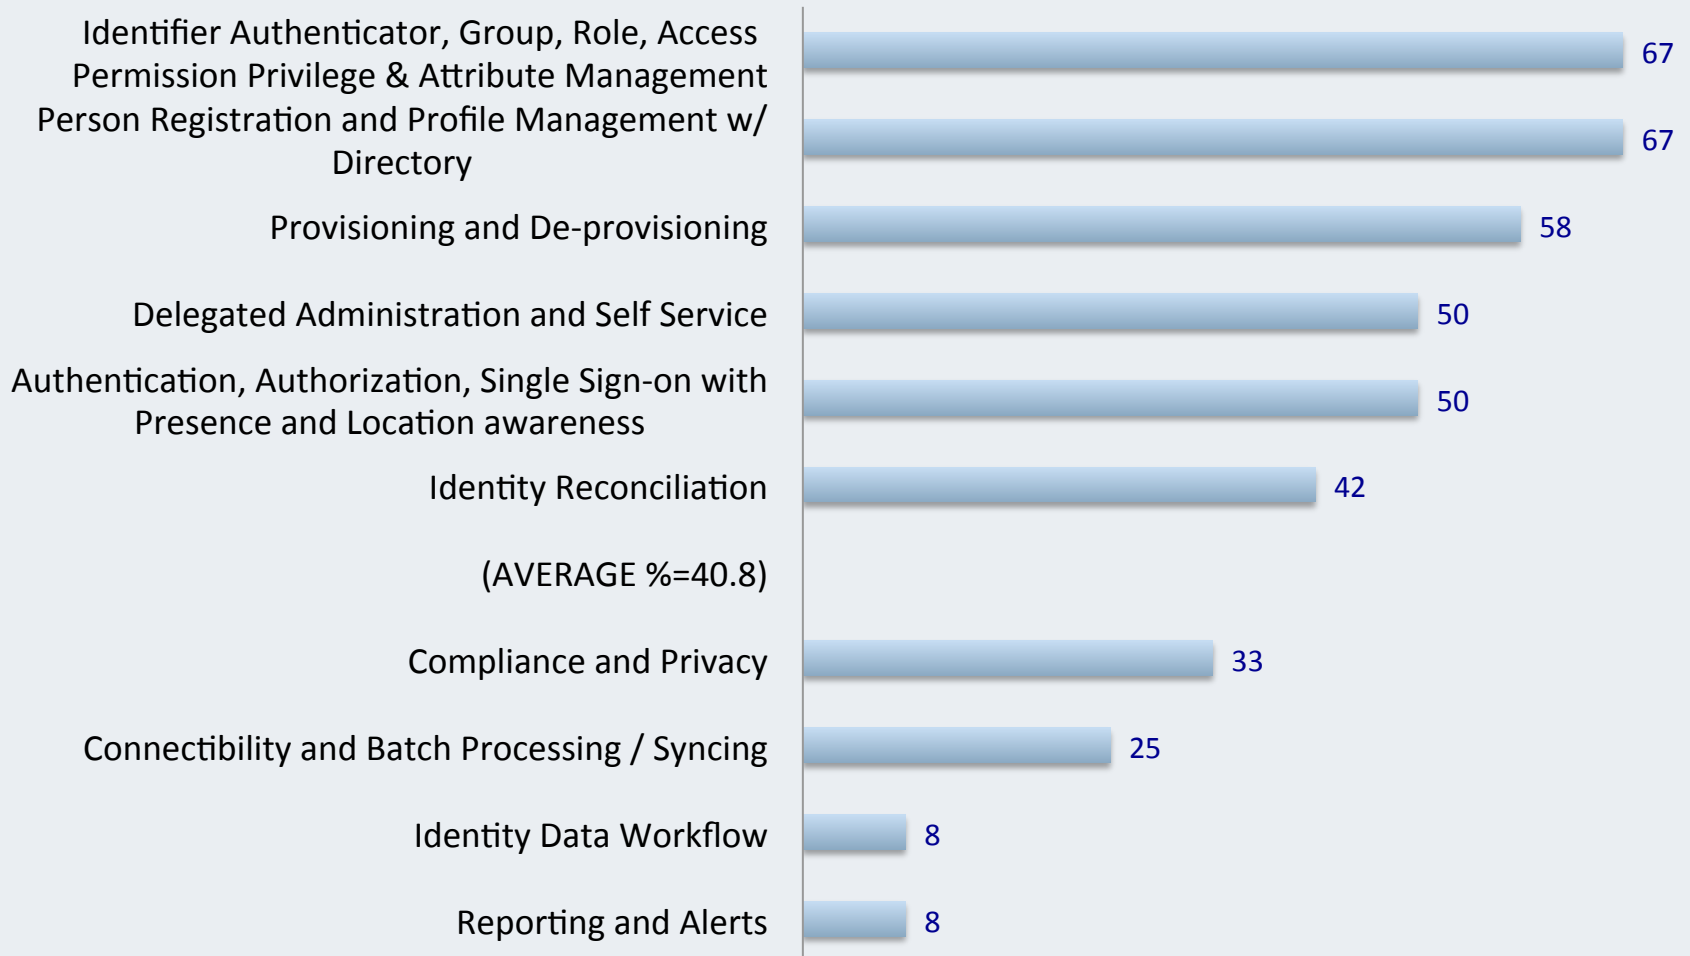 Identifier Authenticator, Group, Role, Access
Permission Privilege & Attribute Management
67
Person Registration and Profile Management w/
Directory
67
Provisioning and De-provisioning
58
Delegated Administration and Self Service
50
Authentication, Authorization, Single Sign-on with
Presence and Location awareness
50
Identity Reconciliation
42
(AVERAGE %=40.8)
Compliance and Privacy
33
Connectibility and Batch Processing / Syncing
25
Identity Data Workflow
8
Reporting and Alerts
8